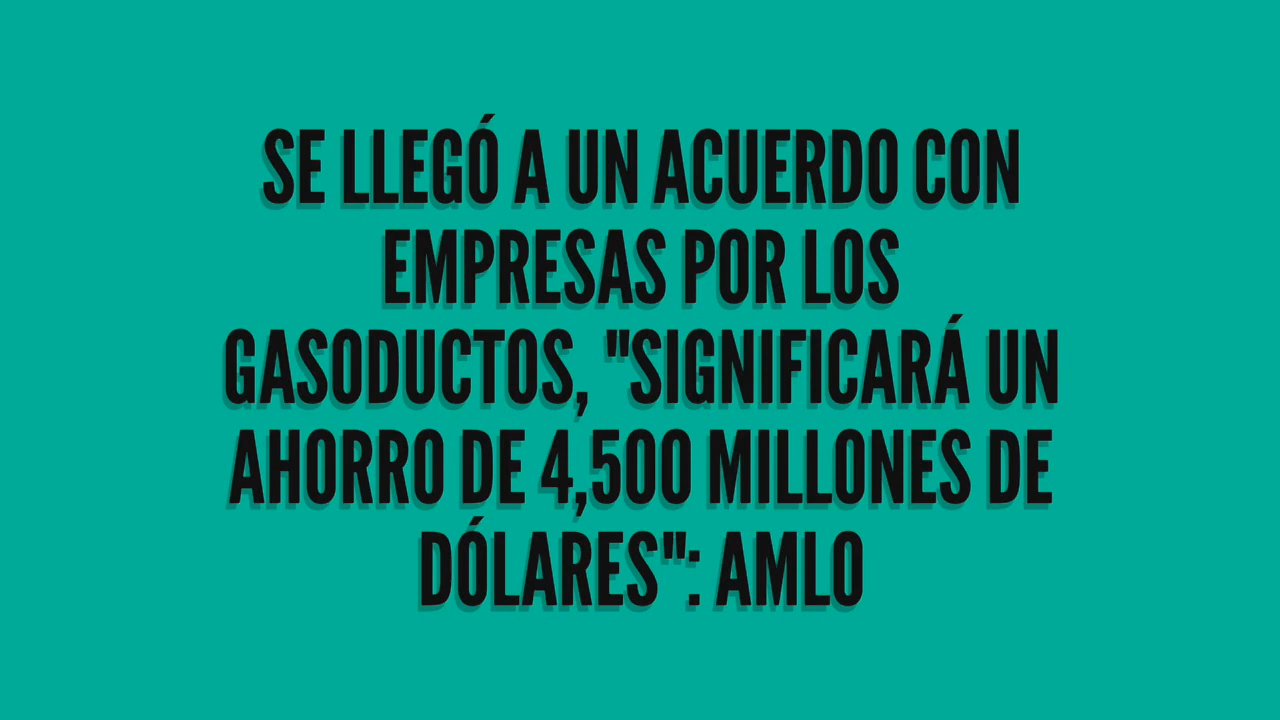 SE LLEGÓ A UN ACUERDO CON
EMPRESAS POR LOS
GASODUCTOS, "SIGNIFICARÁ UN
AHORRO DE 4,500 MILLONES DE
DÓLARES": AMLO